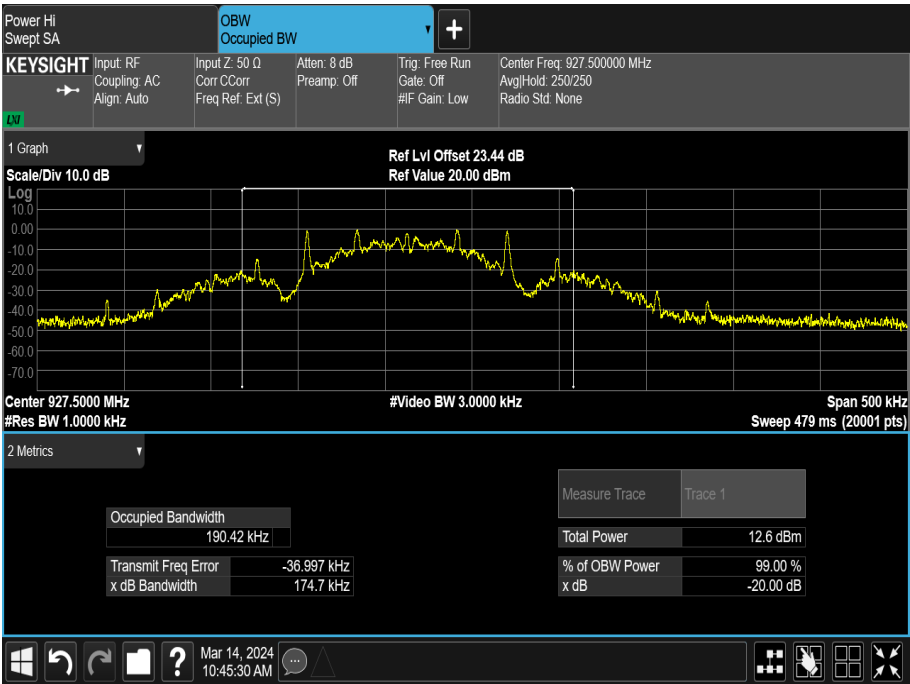 Power Hi
Swept SA
OBW
Occupied BW
+
KEYSIGHT
LXI
Input: RF
Coupling: AC
Align: Auto
Input Z: 50 Ω
Corr CCorr
Freq Ref: Ext (S)
Atten: 8 dB
Preamp: Off
Trig: Free Run
Gate: Off
#IF Gain: Low
Center Freq: 927.500000 MHz
Avg|Hold: 250/250
Radio Std: None
1 Graph
Scale/Div 10.0 dB
Ref Lvl Offset 23.44 dB
Ref Value 20.00 dBm
Log
10.0
0.00
-10.0
-20.0
-30.0
-40.0
-50.0
-60.0
-70.0
Center 927.5000 MHz
#Video BW 3.0000 kHz
Span 500 kHz
#Res BW 1.0000 kHz
Sweep 479 ms (20001 pts)
2 Metrics
Measure Trace Trace 1
Occupied Bandwidth
190.42 kHz
Total Power 12.6 dBm
Transmit Freq Error -36.997 kHz
% of OBW Power 99.00 %
x dB Bandwidth 174.7 kHz
x dB -20.00 dB
?
Mar 14, 2024
10:45:30 AM